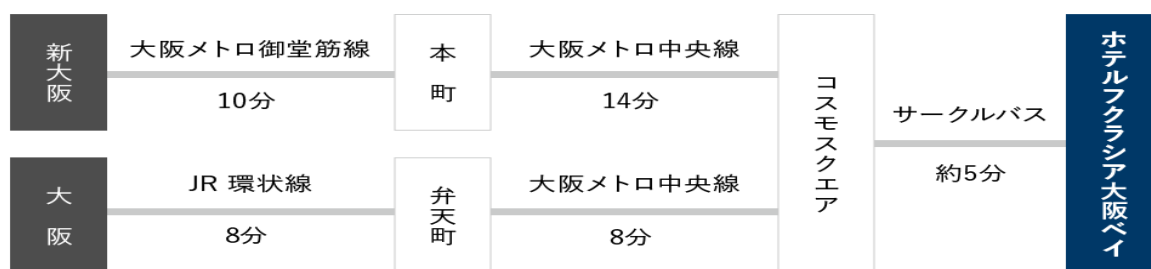 新大阪
大阪メトロ御堂筋線
10分
本町
大阪メトロ中央線
14分
大阪
JR 環状線
8分
弁天町
大阪メトロ中央線
8分
コスモスクエア
サークルバス
約5分
ホテルフクラシア大阪ベイ